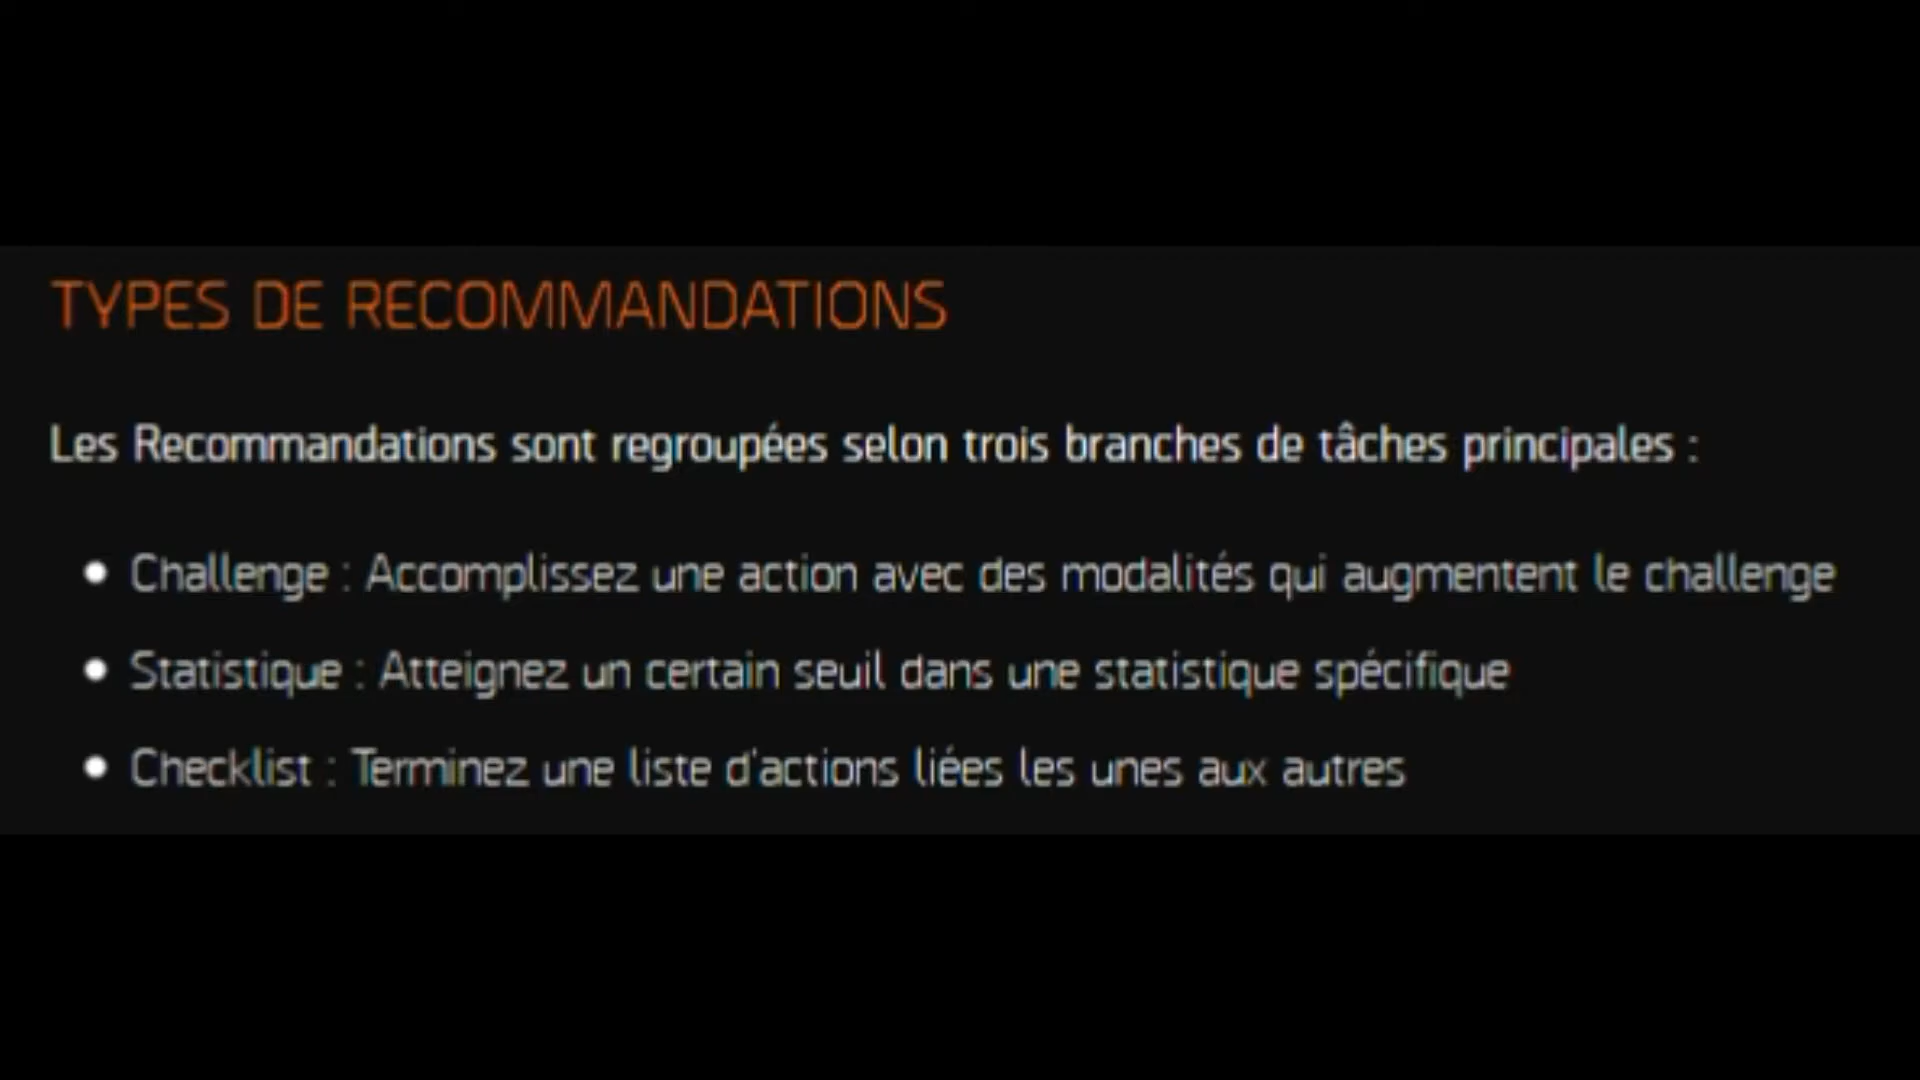 TYPES DE RECOMMANDATIONS
Les Recommandations sont regroupées selon trois branches de tâches principales :
• Challenge : Accomplissez une action avec des modalités qui augmentent le challenge
• Statistique : Atteignez un certain seuil dans une statistique spécifique
• Checklist : Terminez une liste d'actions liées les unes aux autres